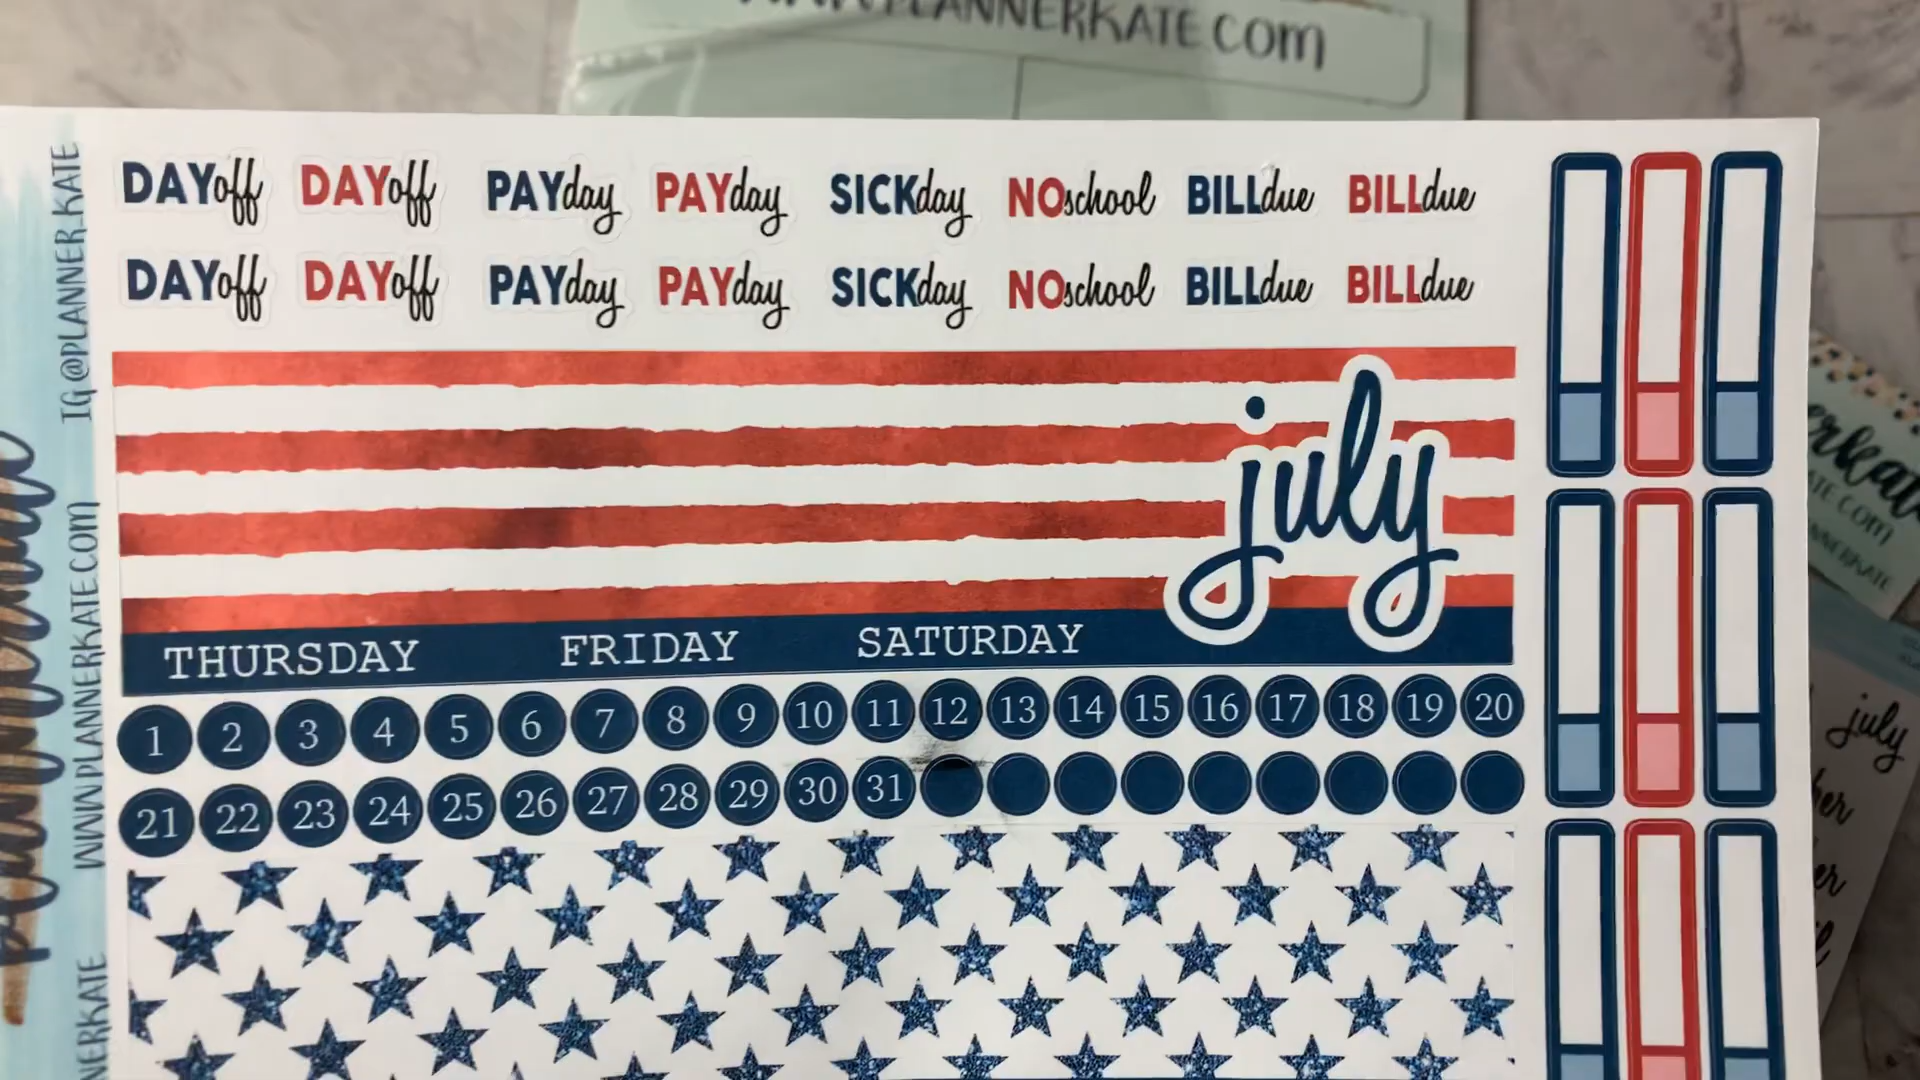 PLANNERKATE.COM
DAYoff DAYoff PAYday PAYday SICKday NOschool BILLdue BILLdue
DAYoff DAYoff PAYday PAYday SICKday NOschool BILLdue BILLdue
july
THURSDAY FRIDAY SATURDAY
1 2 3 4 5 6 7 8 9 10 11 12 13 14 15 16 17 18 19 20
21 22 23 24 25 26 27 28 29 30 31
IG @PLANNER.KATE
WWW.PLANNERKATE.COM
july